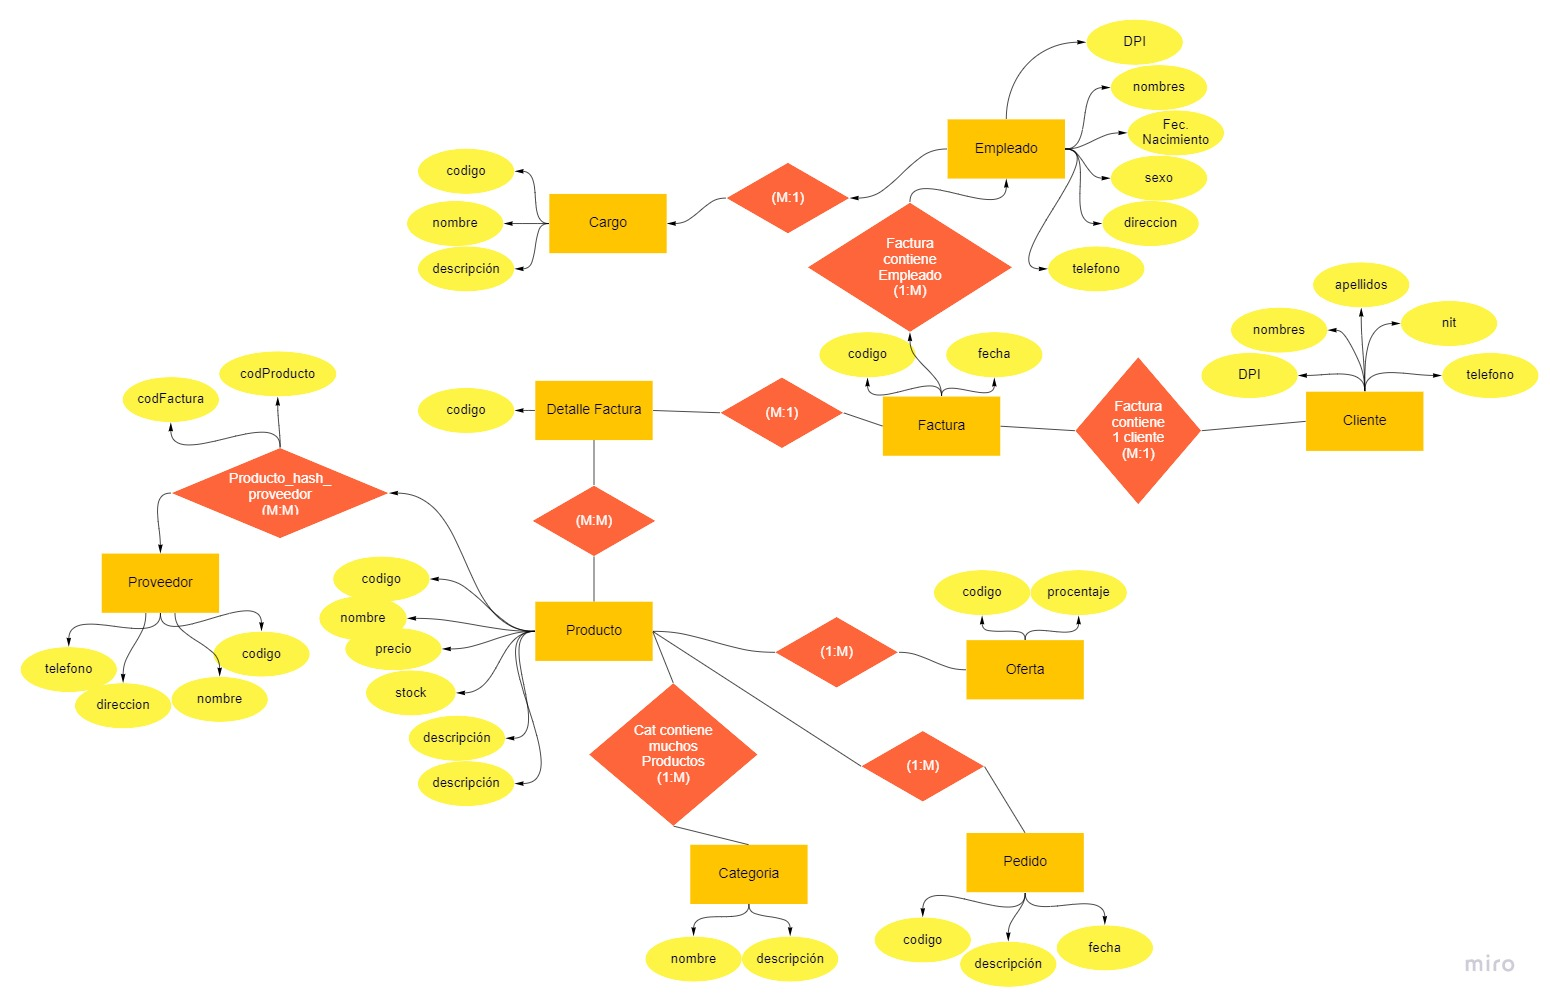 DPI
nombres
Fec.
Nacimiento
Empleado
sexo
direccion
telefono
(M:1)
codigo
nombre
descripción
Cargo
Factura
contiene
Empleado
(1:M)
apellidos
nombres
nit
DPI
telefono
Cliente
codigo
fecha
Factura
Factura
contiene
1 cliente
(M:1)
(M:1)
Detalle Factura
codigo
codProducto
codFactura
Producto_hash_
proveedor
(M:M)
(M:M)
Proveedor
telefono
direccion
nombre
codigo
codigo
nombre
precio
stock
descripción
descripción
Producto
(1:M)
codigo
procentaje
Oferta
Cat contiene
muchos
Productos
(1:M)
(1:M)
Categoria
nombre
descripción
Pedido
codigo
descripción
fecha
miro